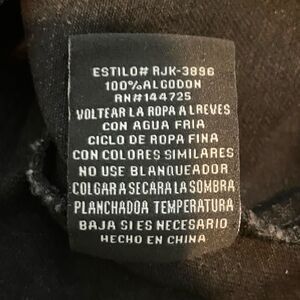 ESTILO# RJK-3896
100%ALGODON
RN#144725
VOLTEAR LA ROPA A LREVES
CON AGUA FRIA
CICLO DE ROPA FINA
CON COLORES SIMILARES
NO USE BLANQUEADOR
COLGAR A SECAR A LA SOMBRA
PLANCHADOA TEMPERATURA
BAJA SI ES NECESARIO
HECHO EN CHINA